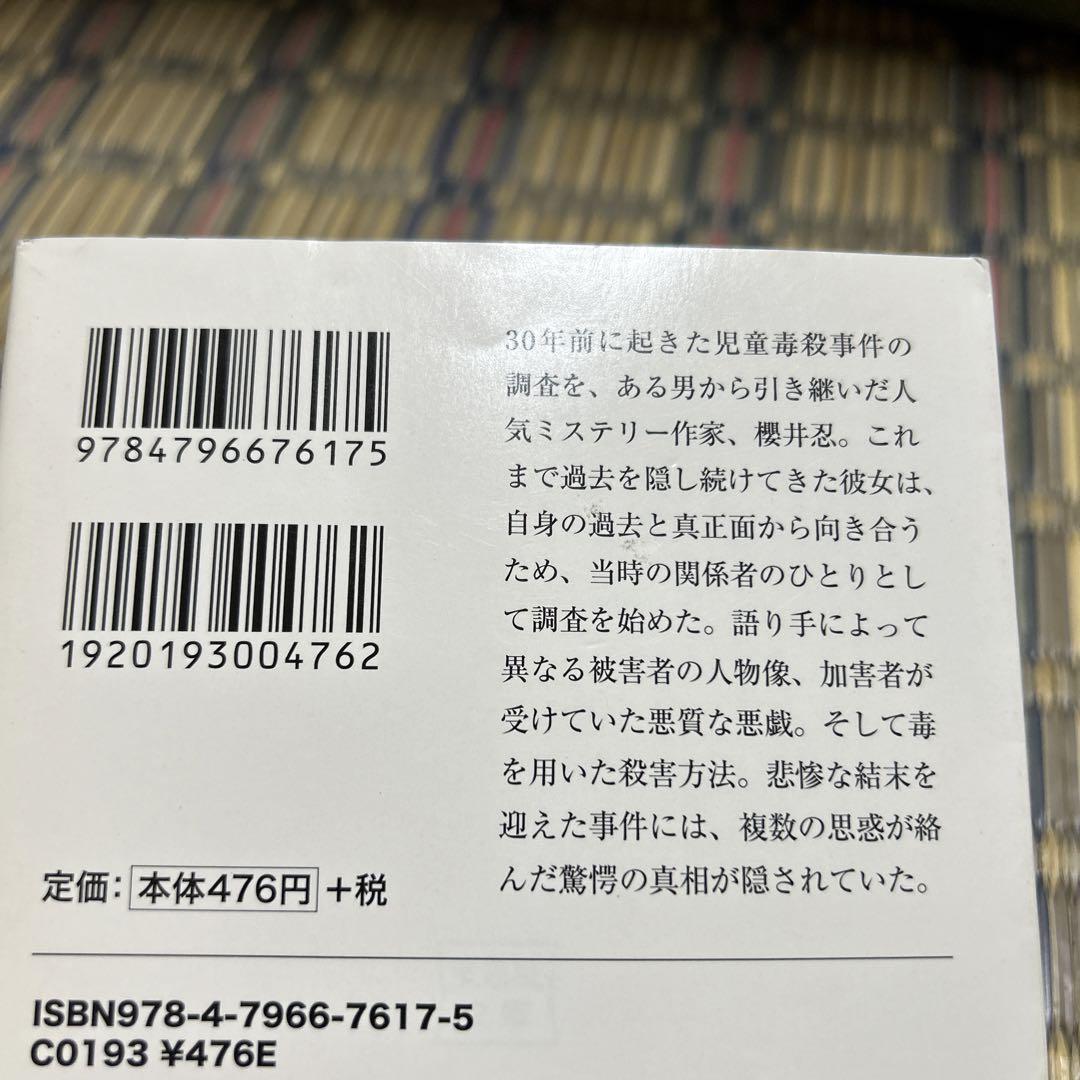 9784796676175
1920193004762
定価: 本体476円 +税
ISBN978-4-7966-7617-5
C0193 ¥476E
30年前に起きた児童毒殺事件の
調査を、ある男から引き継いだ人
気ミステリー作家、櫻井忍。これ
まで過去を隠し続けてきた彼女は、
自身の過去と真正面から向き合う
ため、当時の関係者のひとりとし
て調査を始めた。語り手によって
異なる被害者の人物像、加害者が
受けていた悪質な悪戯。そして毒
を用いた殺害方法。悲惨な結末を
迎えた事件には、複数の思惑が絡
んだ驚愕の真相が隠されていた。